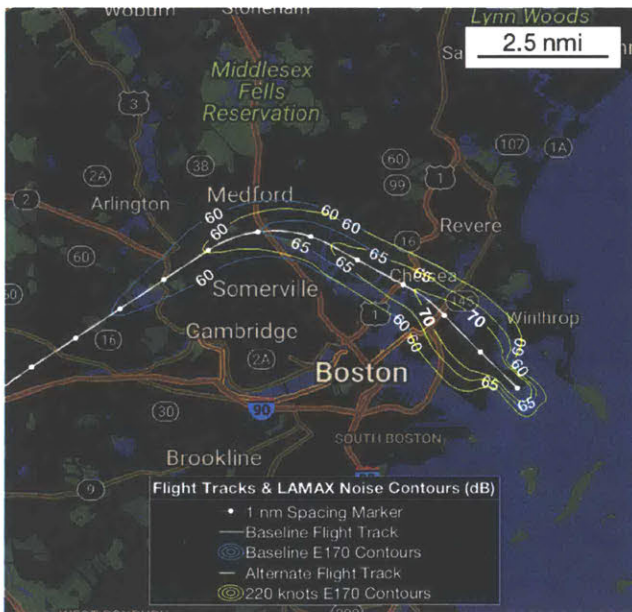 Woburn
Stoneham
Lynn Woods
2.5 nmi
Middlesex
Fells
Reservation
3
107
1A
2A
38
60
1
2
99
Arlington
Medford
60
60
60
60
Revere
60
60
65
65
16
60
65
65
Chelsea
60
Somerville
145
16
1
60
70
70
Winthrop
Cambridge
60
60
2A
60
Boston
65
65
30
90
SOUTH BOSTON
Brookline
9
Flight Tracks & LAMAX Noise Contours (dB)
1 nm Spacing Marker
Baseline Flight Track
Baseline E170 Contours
Alternate Flight Track
220 knots E170 Contours